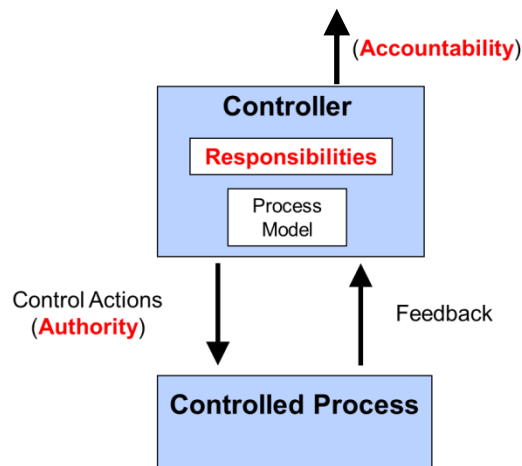 (Accountability)
Controller
Responsibilities
Process
Model
Control Actions
(Authority)
Feedback
Controlled Process